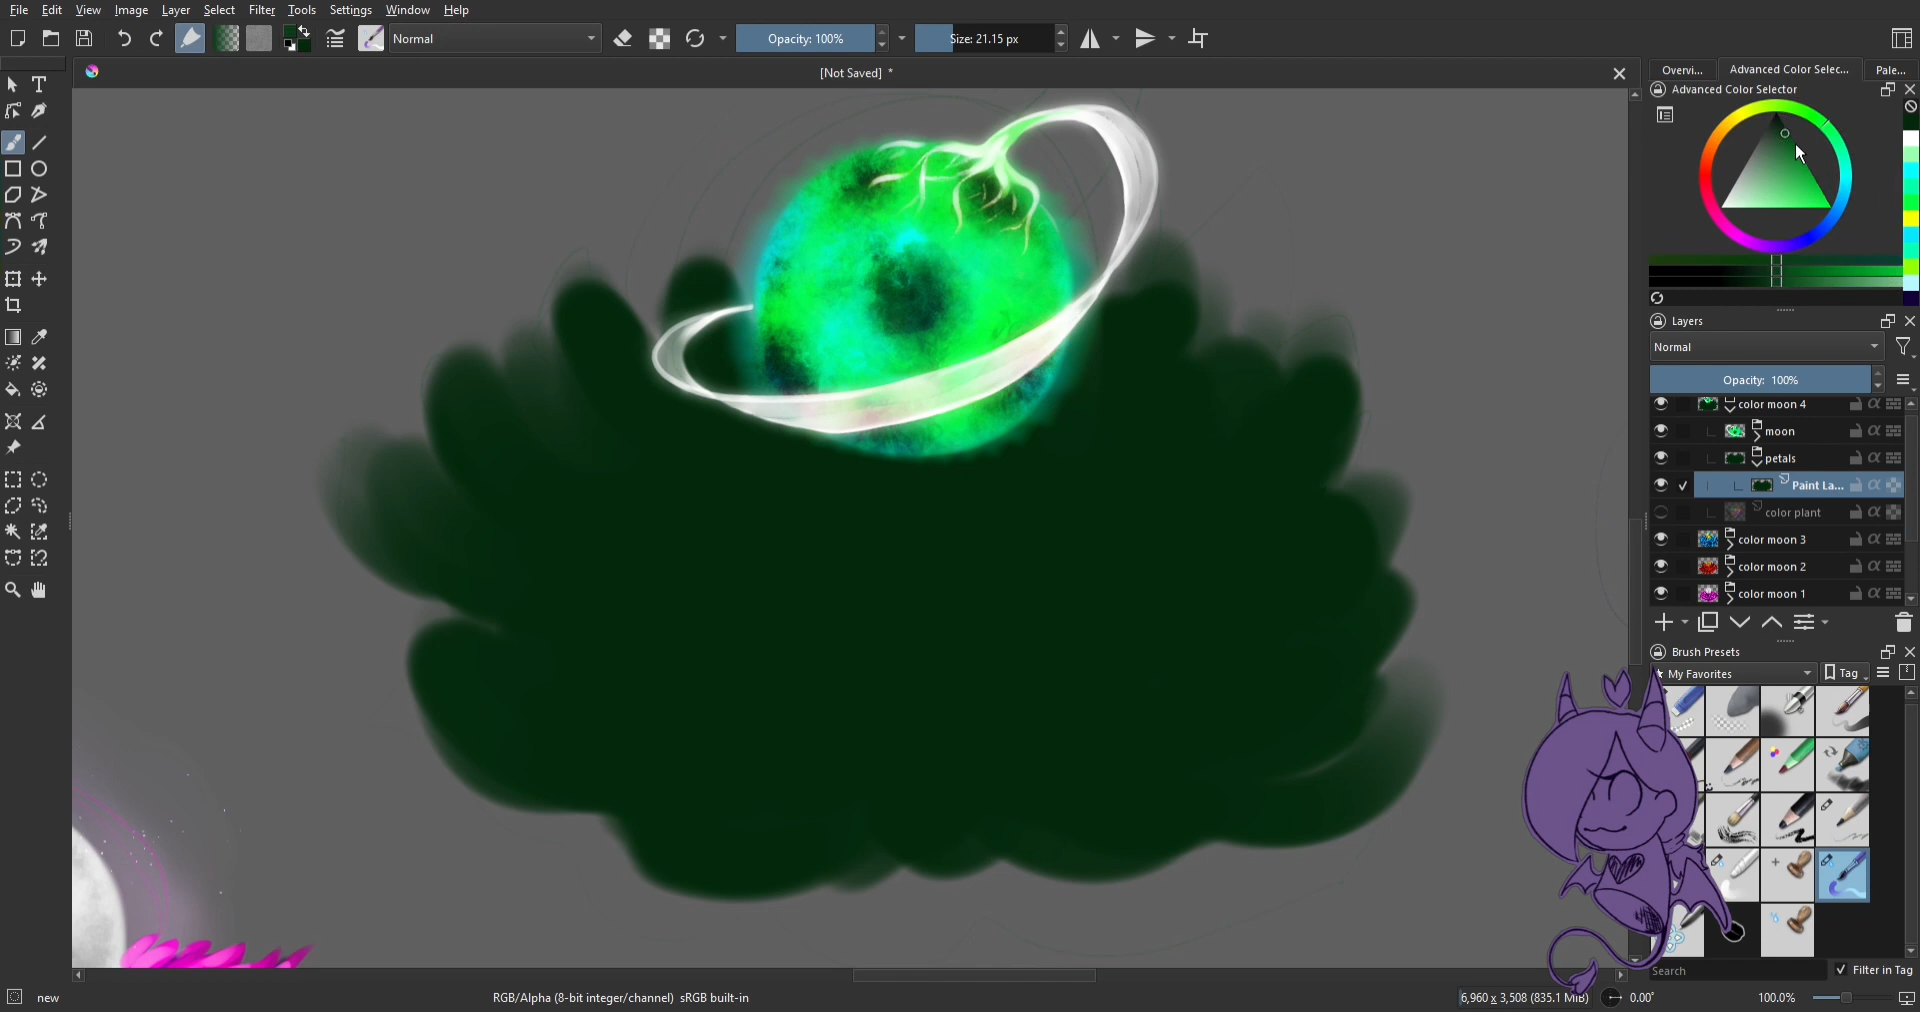 File Edit View Image Layer Select Filter Tools Settings Window Help
Normal
Opacity: 100%
Size: 21.15 px
[Not Saved] *
Overvi...
Advanced Color Selec...
Pale...
Advanced Color Selector
Layers
Normal
Opacity: 100%
color moon 4
moon
petals
Paint La...
color plant
color moon 3
color moon 2
color moon 1
Brush Presets
My Favorites
Tag
Search
Filter in Tag
new
RGB/Alpha (8-bit integer/channel) sRGB built-in
6,960 x 3,508 (835.1 MiB)
0.00°
100.0%